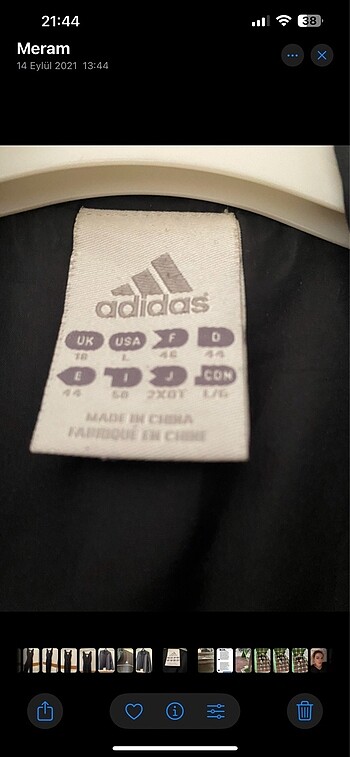 21:44
38
Meram
14 Eylül 2021 13:44
adidas
UK USA F D
18 L 46 44
E I J CDN
44 50 2XOT L/G
MADE IN CHINA
FABRIQUÉ EN CHINE